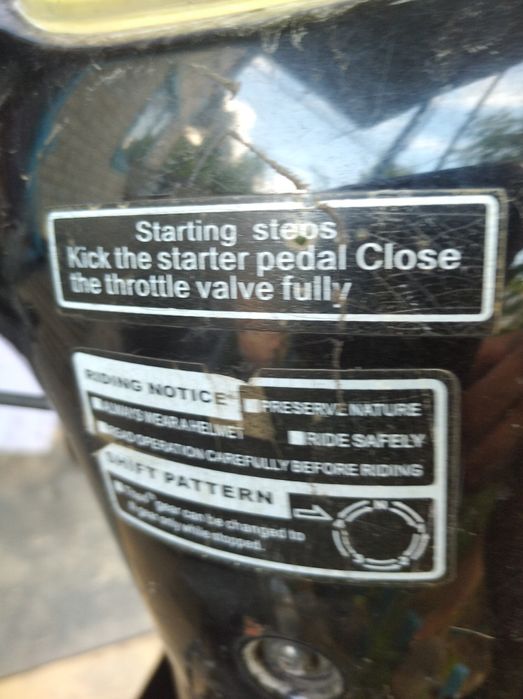 Starting steps
Kick the starter pedal Close
the throttle valve fully
RIDING NOTICE
PRESERVE NATURE
ALWAYS WEAR A HELMET
RIDE SAFELY
READ OPERATION CAREFULLY BEFORE RIDING
SHIFT PATTERN
gear can be changed to
only while stopped.